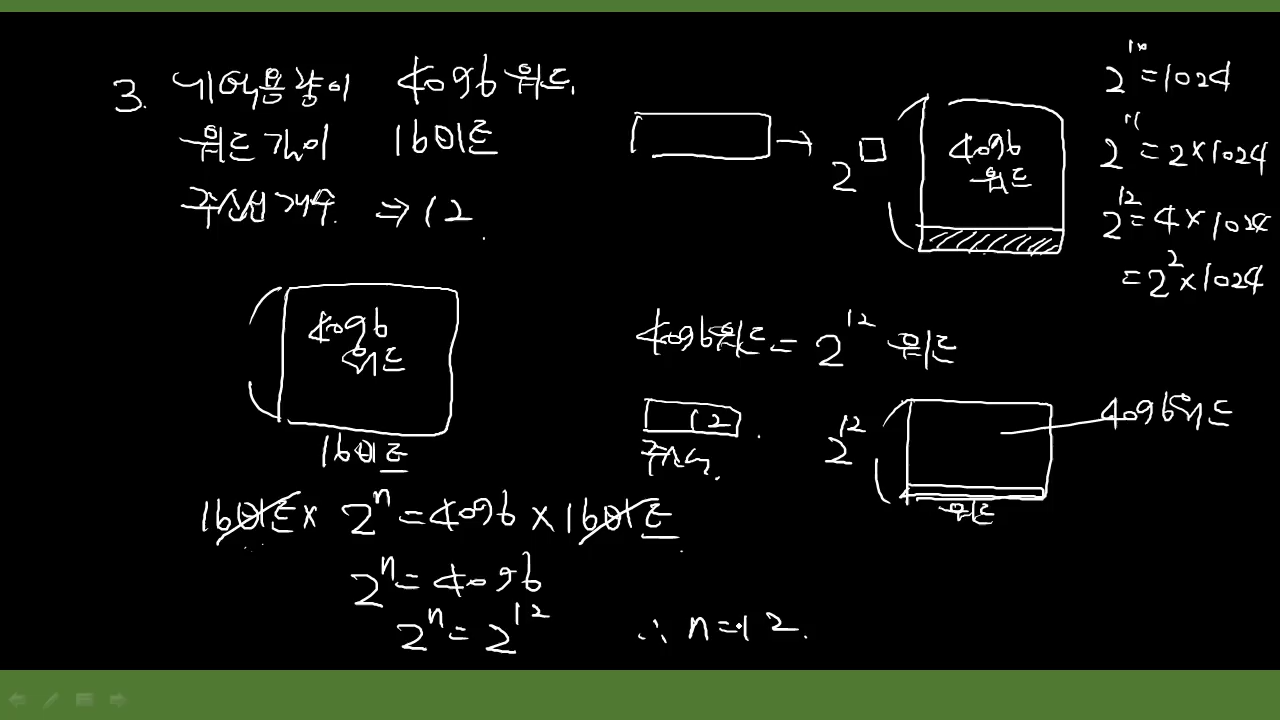 3. 기억용량이 4096 워드.
워드 길이 16비트
주소선 개수. ⇒ 12.
4096
워드
16비트
16비트 × 2^n = 4096 × 16비트
2^n = 4096
2^n = 2^12
∴ n = 12.
→ 2^□
4096
워드
2^10 = 1024
2^11 = 2×1024
2^12 = 4×1024
= 2^2×1024
4096워드 = 2^12 워드
12
2^12
4096워드
워드